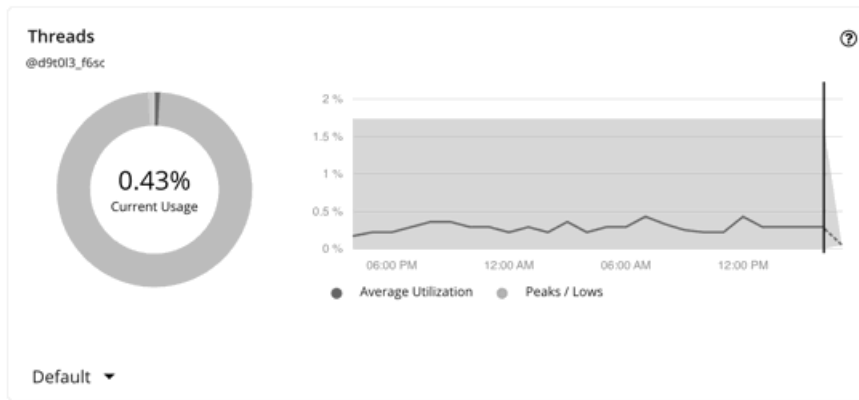 Threads
@d9t0l3_f6sc
0.43%
Current Usage
2 %
1.5 %
1 %
0.5 %
0 %
06:00 PM 12:00 AM 06:00 AM 12:00 PM
Average Utilization Peaks / Lows
Default